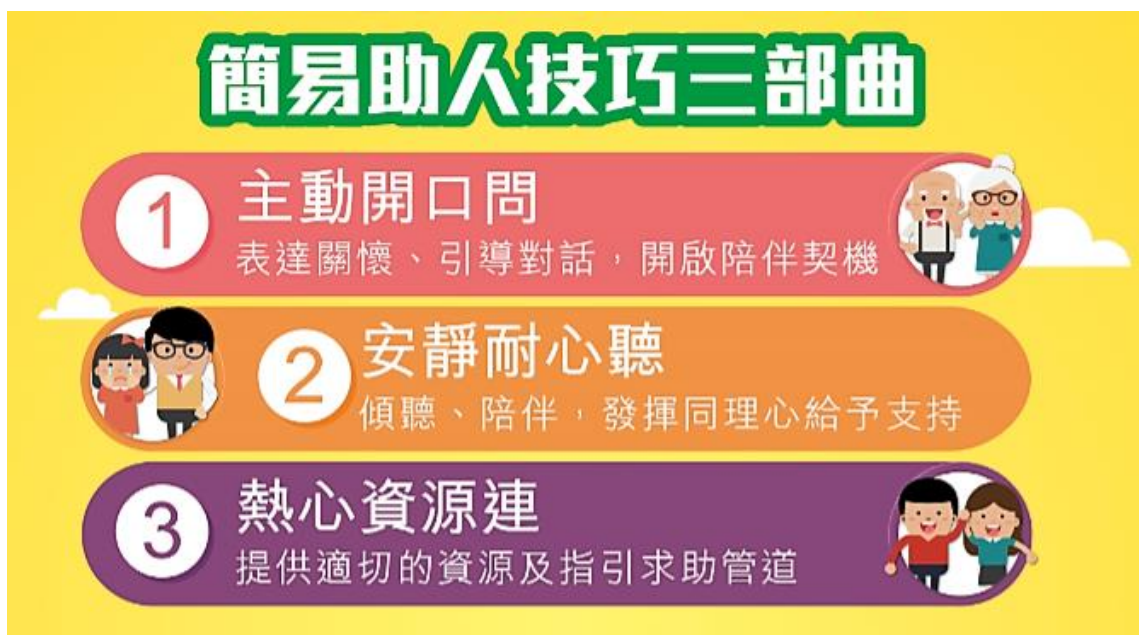 簡易助人技巧三部曲
1
主動開口問
表達關懷、引導對話，開啟陪伴契機
2
安靜耐心聽
傾聽、陪伴，發揮同理心給予支持
3
熱心資源連
提供適切的資源及指引求助管道